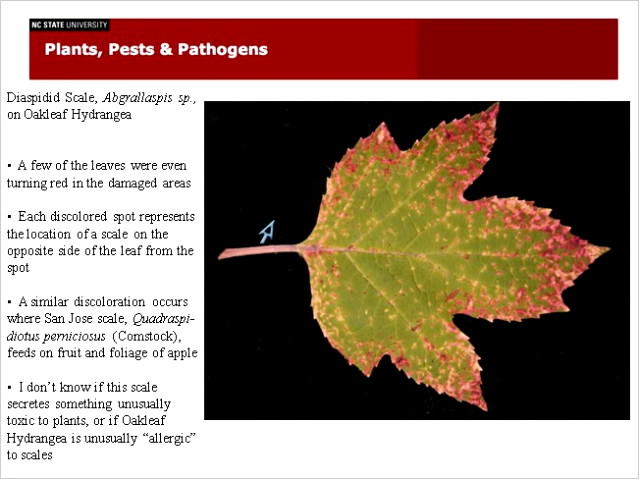 NC STATE UNIVERSITY
Plants, Pests & Pathogens
Diaspidid Scale, Abgrallaspis sp.,
on Oakleaf Hydrangea
• A few of the leaves were even
turning red in the damaged areas
• Each discolored spot represents
the location of a scale on the
opposite side of the leaf from the
spot
• A similar discoloration occurs
where San Jose scale, Quadraspi-
diotus perniciosus (Comstock),
feeds on fruit and foliage of apple
• I don’t know if this scale
secretes something unusually
toxic to plants, or if Oakleaf
Hydrangea is unusually “allergic”
to scales